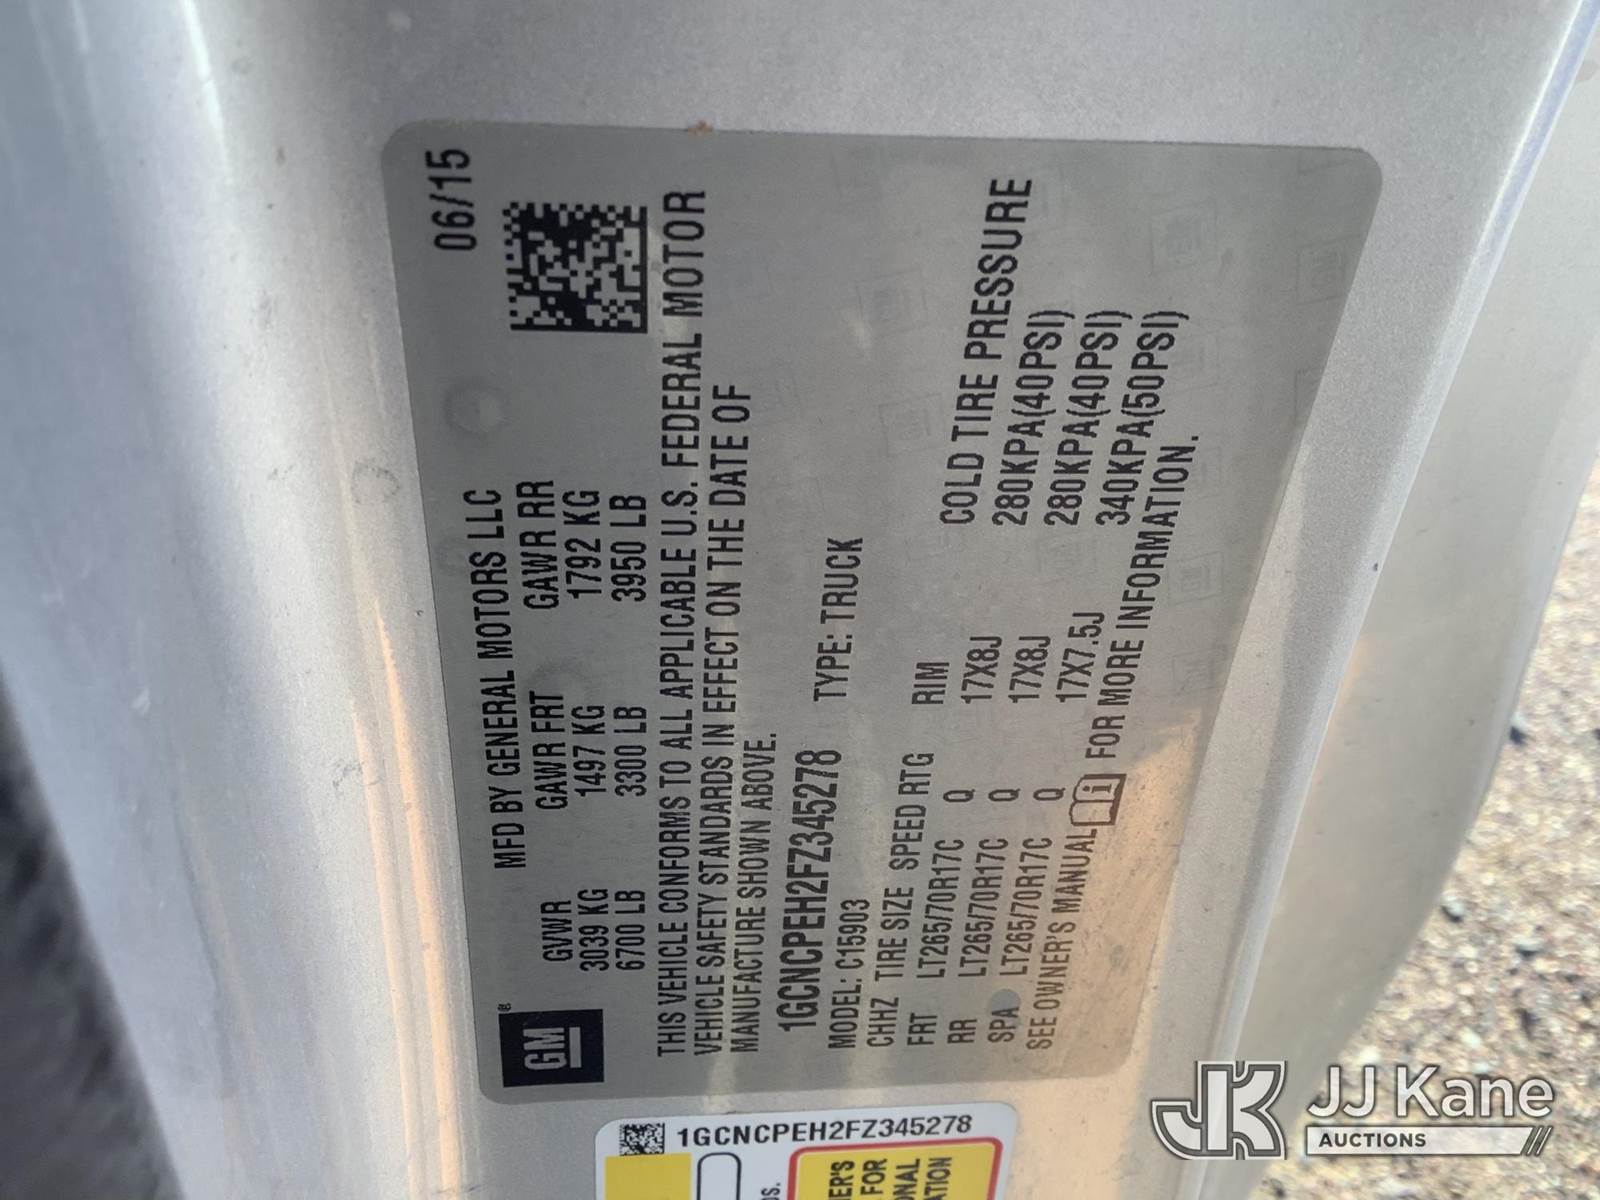 06/15
MFD BY GENERAL MOTORS LLC
GM®
GVWR GAWR FRT GAWR RR
3039 KG 1497 KG 1792 KG
6700 LB 3300 LB 3950 LB
THIS VEHICLE CONFORMS TO ALL APPLICABLE U.S. FEDERAL MOTOR
VEHICLE SAFETY STANDARDS IN EFFECT ON THE DATE OF
MANUFACTURE SHOWN ABOVE.
1GCNCPEH2FZ345278 TYPE: TRUCK
MODEL: C15903
CHHZ TIRE SIZE SPEED RTG RIM COLD TIRE PRESSURE
FRT LT265/70R17C Q 17X8J 280KPA(40PSI)
RR LT265/70R17C Q 17X8J 280KPA(40PSI)
SPA LT265/70R17C Q 17X7.5J 340KPA(50PSI)
SEE OWNER'S MANUAL i FOR MORE INFORMATION.
1GCNCPEH2FZ345278
JK JJ Kane
AUCTIONS